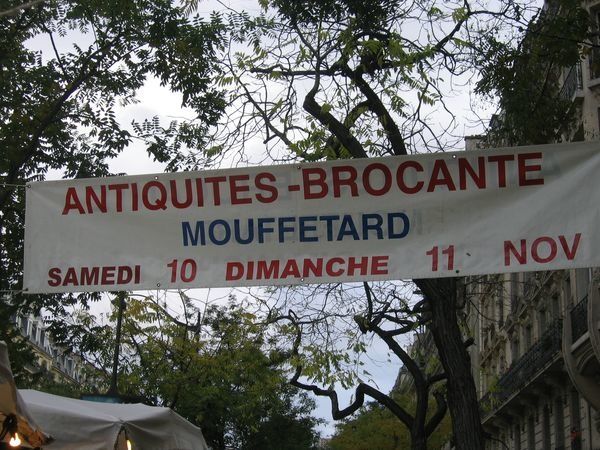 ANTIQUITES - BROCANTE
MOUFFETARD
SAMEDI 10 DIMANCHE 11 NOV